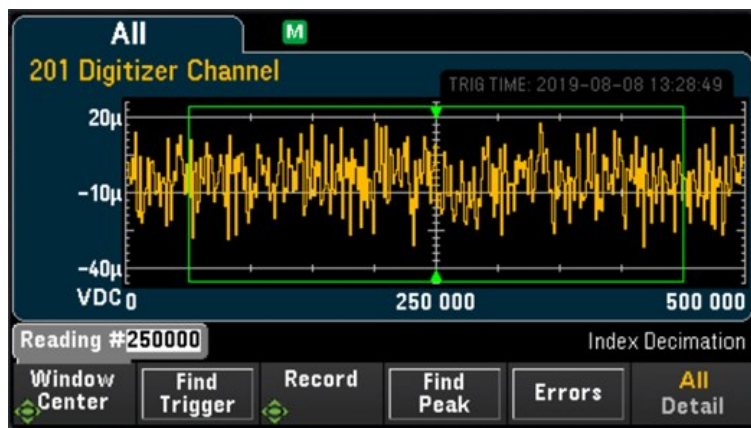 All
M
201 Digitizer Channel
TRIG TIME: 2019-08-08 13:28:49
20µ
-10µ
-40µ
VDC 0
250 000
500 000
Reading #250000
Index Decimation
Window Center
Find Trigger
Record
Find Peak
Errors
All
Detail